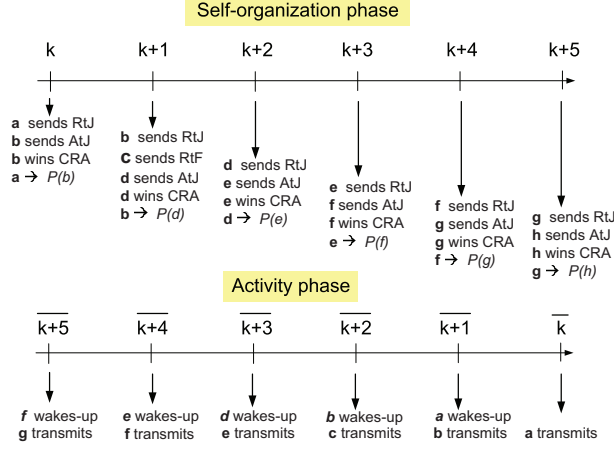 Self-organization phase
k k+1 k+2 k+3 k+4 k+5
a sends RtJ
b sends AtJ
b wins CRA
a → P(b)
b sends RtJ
C sends RtF
d sends AtJ
d wins CRA
b → P(d)
d sends RtJ
e sends AtJ
e wins CRA
d → P(e)
e sends RtJ
f sends AtJ
f wins CRA
e → P(f)
f sends RtJ
g sends AtJ
g wins CRA
f → P(g)
g sends RtJ
h sends AtJ
h wins CRA
g → P(h)
Activity phase
k+5 k+4 k+3 k+2 k+1 k
f wakes-up
g transmits
e wakes-up
f transmits
d wakes-up
e transmits
b wakes-up
c transmits
a wakes-up
b transmits
a transmits